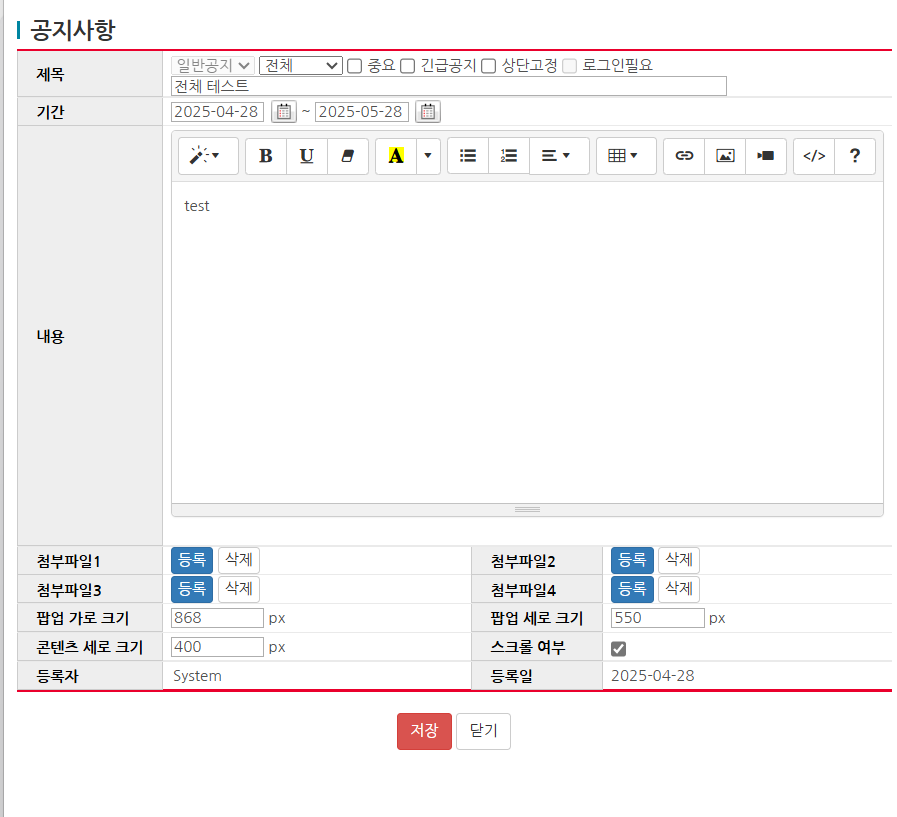 공지사항
제목 일반공지 전체 중요 긴급공지 상단고정 로그인필요
전체 테스트
기간 2025-04-28 ~ 2025-05-28
B U A </> ?
test
내용
첨부파일1 등록 삭제 첨부파일2 등록 삭제
첨부파일3 등록 삭제 첨부파일4 등록 삭제
팝업 가로 크기 868 px 팝업 세로 크기 550 px
콘텐츠 세로 크기 400 px 스크롤 여부
등록자 System 등록일 2025-04-28
저장 닫기